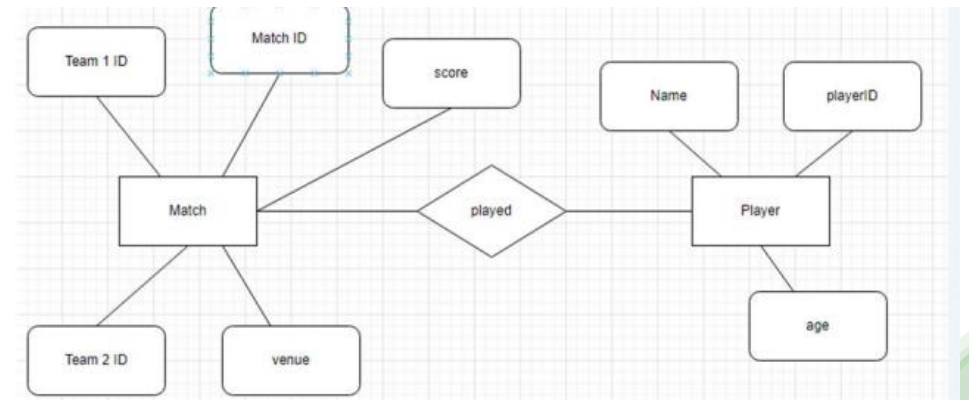 Match ID
Team 1 ID
score
Name
playerID
Match
played
Player
age
Team 2 ID
venue